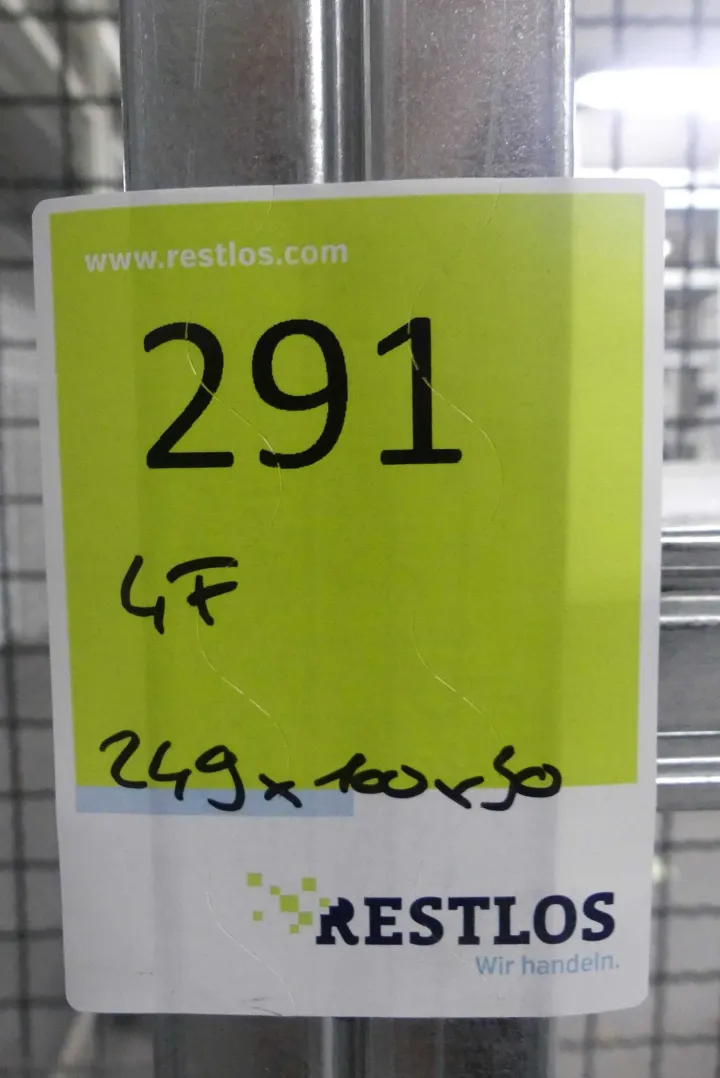 www.restlos.com
291
4F
249x100x50
RESTLOS
Wir handeln.